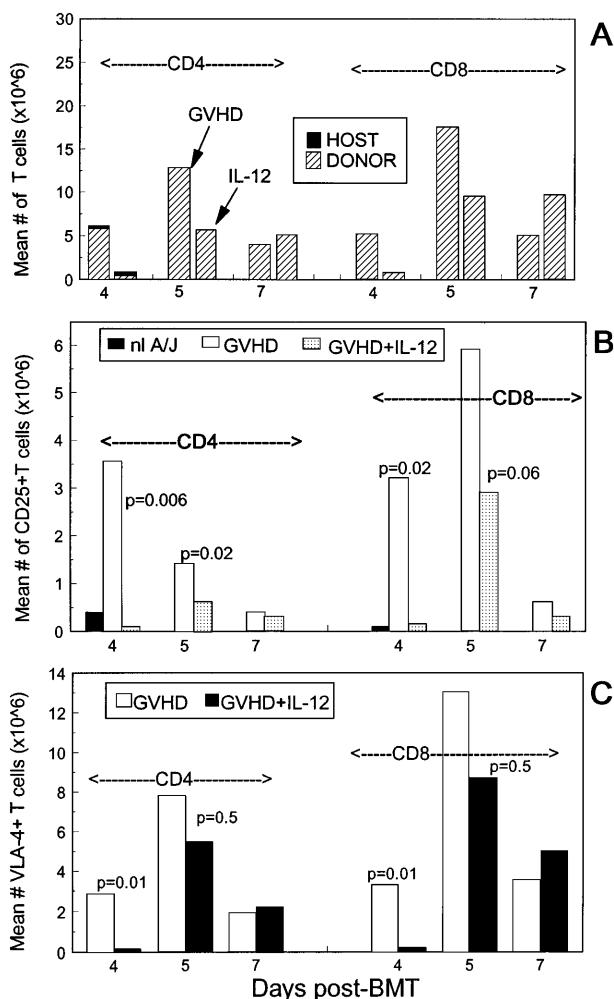 A
Mean # of T cells (x10^6)
30
25
20
15
10
5
0
<-------------CD4------------->
<-------------CD8------------->
GVHD
IL-12
HOST
DONOR
4 5 7 4 5 7
B
Mean # of CD25+T cells (x10^6)
6
5
4
3
2
1
0
nl A/J GVHD GVHD+IL-12
<-------------CD8------------->
<-------------CD4------------->
p=0.006
p=0.02
p=0.02
p=0.06
4 5 7 4 5 7
C
Mean # VLA-4+ T cells (x10^6)
14
12
10
8
6
4
2
0
GVHD GVHD+IL-12
<-------------CD8------------->
<-------------CD4------------->
p=0.01
p=0.5
p=0.01
p=0.5
4 5 7 4 5 7
Days post-BMT